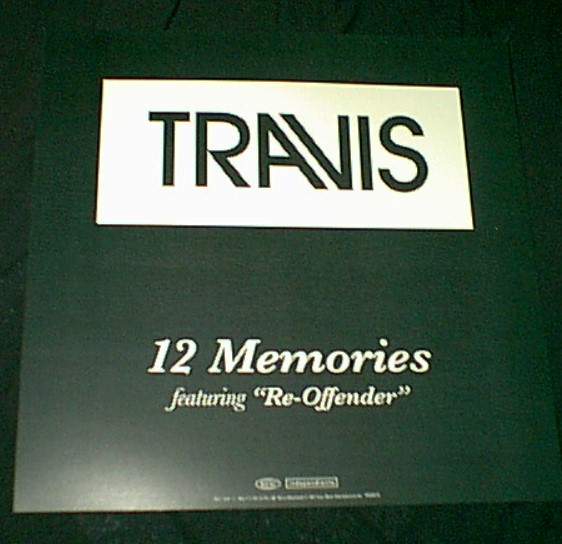 TRAVIS
12 Memories
featuring “Re-Offender”